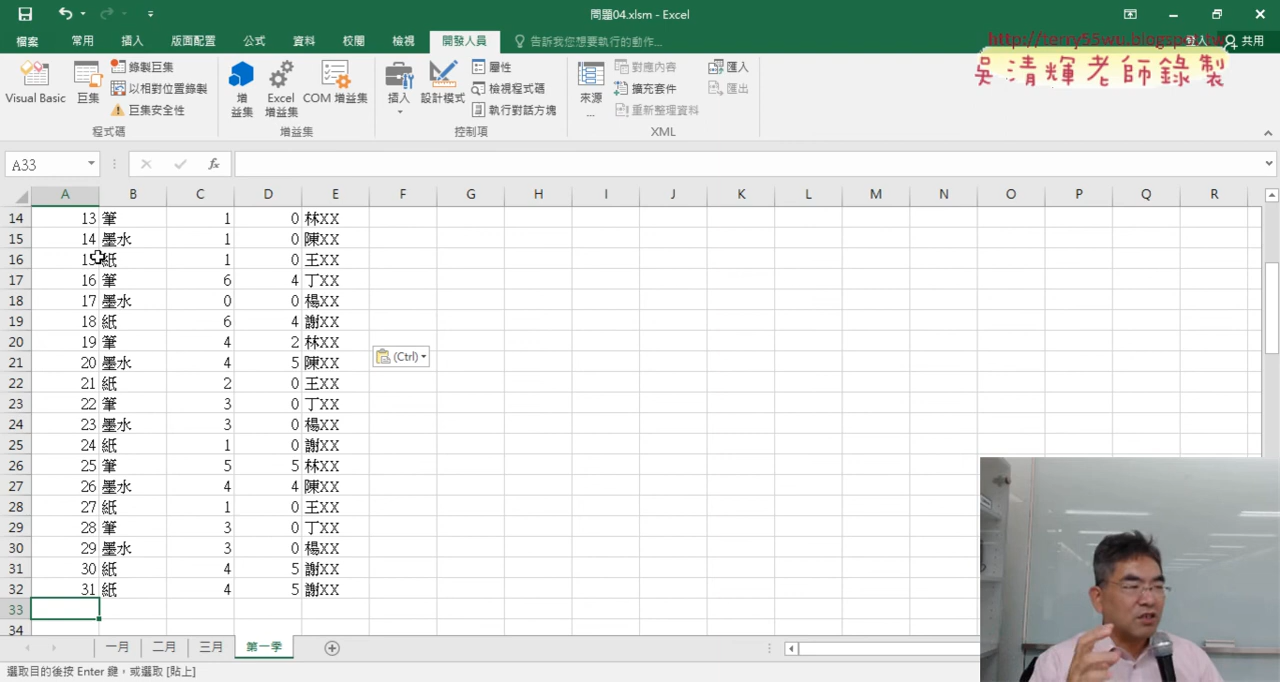 問題04.xlsm - Excel
http://terry55wu.blogspot.tw
吳清輝老師錄製
檔案 常用 插入 版面配置 公式 資料 校閱 檢視 開發人員 告訴我您想要執行的動作... 登入 共用
Visual Basic 巨集 錄製巨集 以相對位置錄製 巨集安全性 增益集 Excel 增益集 COM 增益集 插入 設計模式 屬性 檢視程式碼 執行對話方塊 來源 ... 對應內容 擴充套件 重新整理資料 匯入 匯出
程式碼 增益集 控制項 XML
A33 fx
A B C D E F G H I J K L M N O P Q R
14 13 筆 1 0 林XX
15 14 墨水 1 0 陳XX
16 15 紙 1 0 王XX
17 16 筆 6 4 丁XX
18 17 墨水 0 0 楊XX
19 18 紙 6 4 謝XX
20 19 筆 4 2 林XX
(Ctrl)
21 20 墨水 4 5 陳XX
22 21 紙 2 0 王XX
23 22 筆 3 0 丁XX
24 23 墨水 3 0 楊XX
25 24 紙 1 0 謝XX
26 25 筆 5 5 林XX
27 26 墨水 4 4 陳XX
28 27 紙 1 0 王XX
29 28 筆 3 0 丁XX
30 29 墨水 3 0 楊XX
31 30 紙 4 5 謝XX
32 31 紙 4 5 謝XX
33
34
一月 二月 三月 第一季
選取目的後按 Enter 鍵，或選取 [貼上]